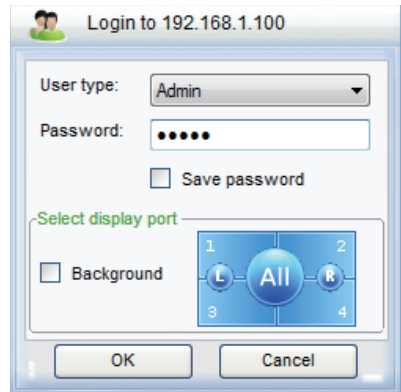 Login to 192.168.1.100
User type: Admin
Password: •••••
Save password
Select display port
Background
1 2
L All R
3 4
OK Cancel